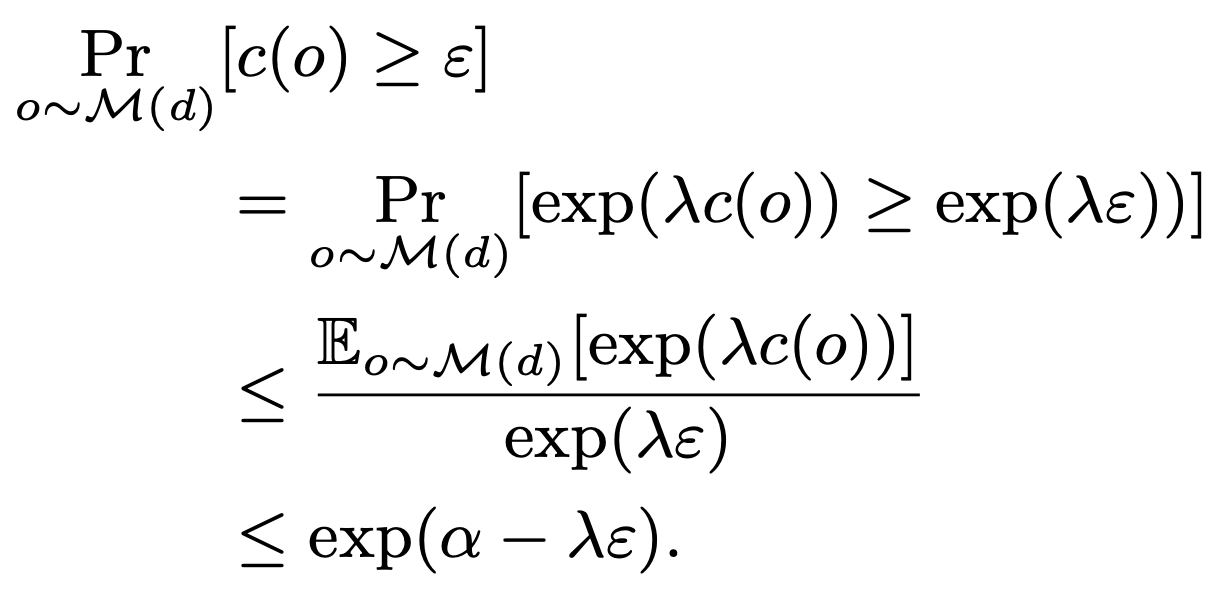 Pr_{o∼ℳ(d)} [c(o) ≥ ε]
= Pr_{o∼ℳ(d)} [exp(λc(o)) ≥ exp(λε))]
≤ 𝔼_{o∼ℳ(d)}[exp(λc(o))] / exp(λε)
≤ exp(α − λε).